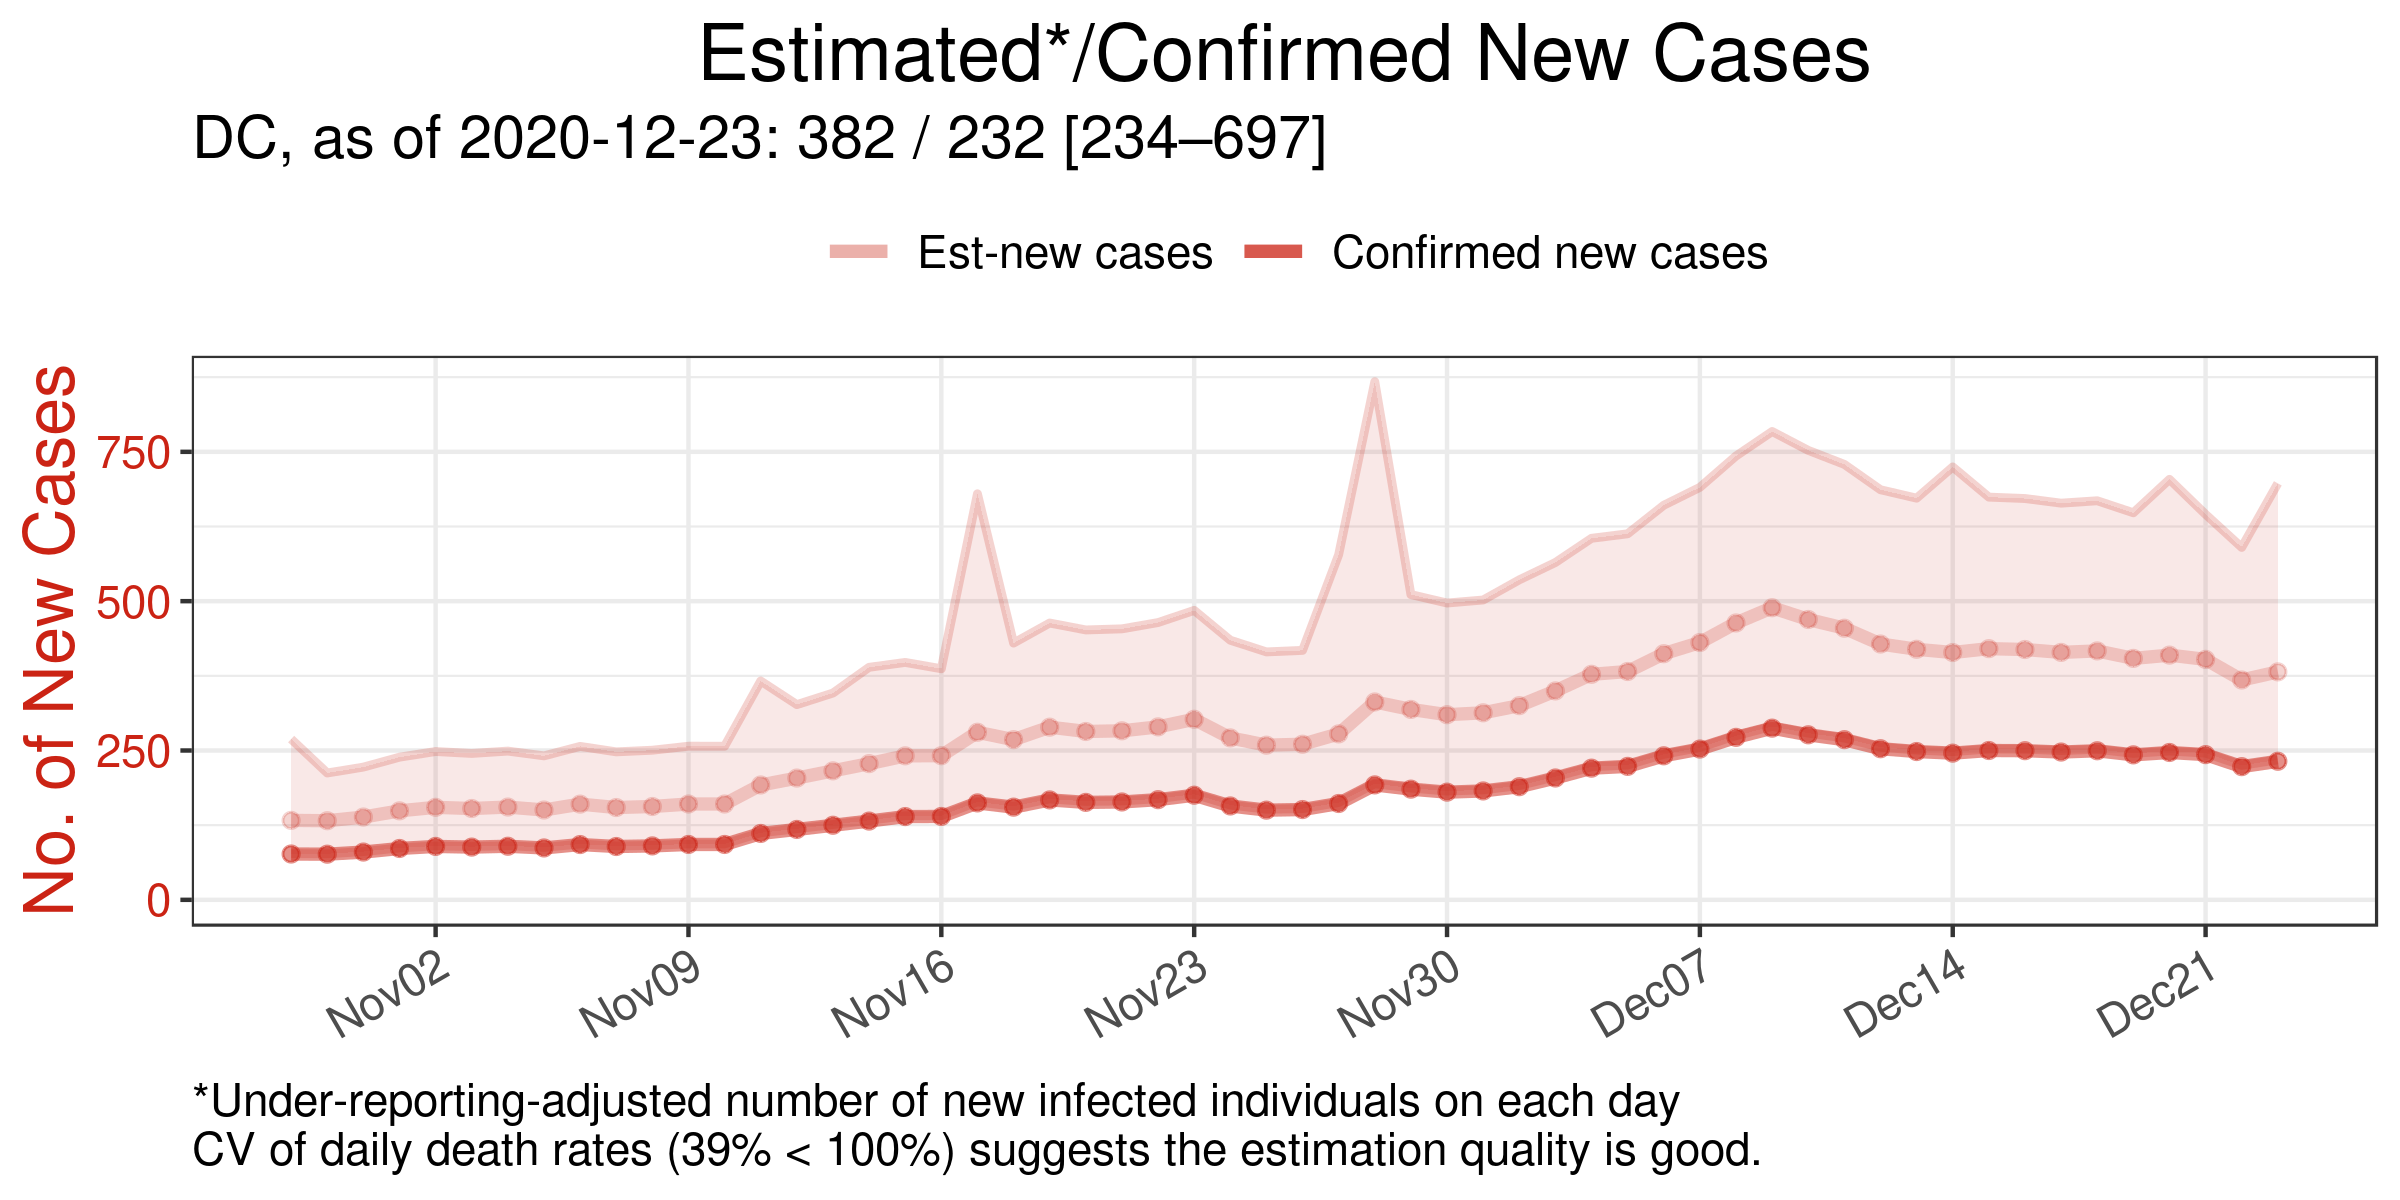 Estimated*/Confirmed New Cases
DC, as of 2020-12-23: 382 / 232 [234–697]
Est-new cases
Confirmed new cases
No. of New Cases
750
500
250
0
Nov02
Nov09
Nov16
Nov23
Nov30
Dec07
Dec14
Dec21
*Under-reporting-adjusted number of new infected individuals on each day
CV of daily death rates (39% < 100%) suggests the estimation quality is good.